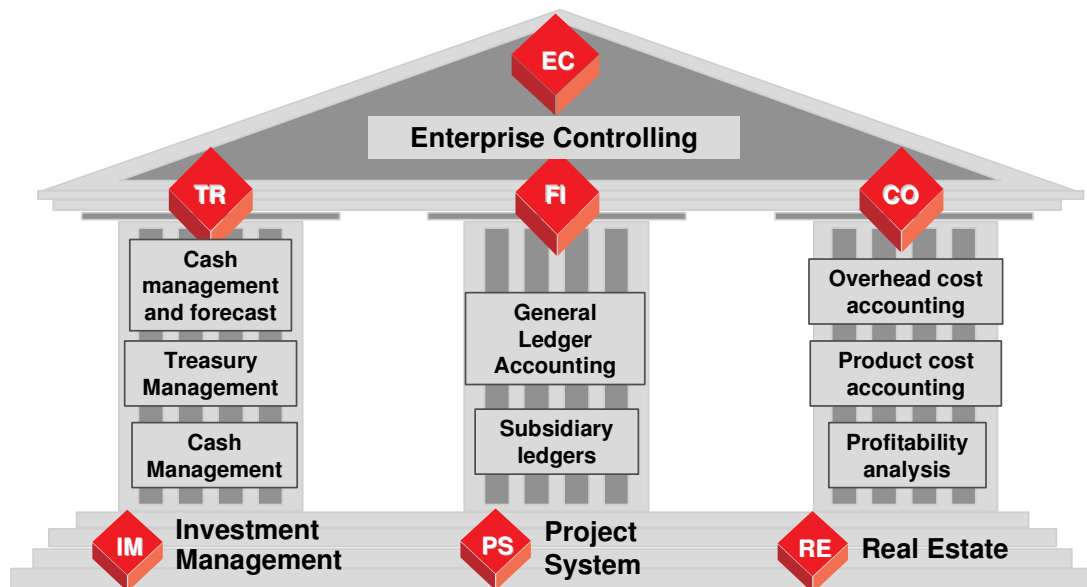 EC
Enterprise Controlling
TR
FI
CO
Cash
management
and forecast
Treasury
Management
Cash
Management
General
Ledger
Accounting
Subsidiary
ledgers
Overhead cost
accounting
Product cost
accounting
Profitability
analysis
IM
Investment
Management
PS
Project
System
RE
Real Estate